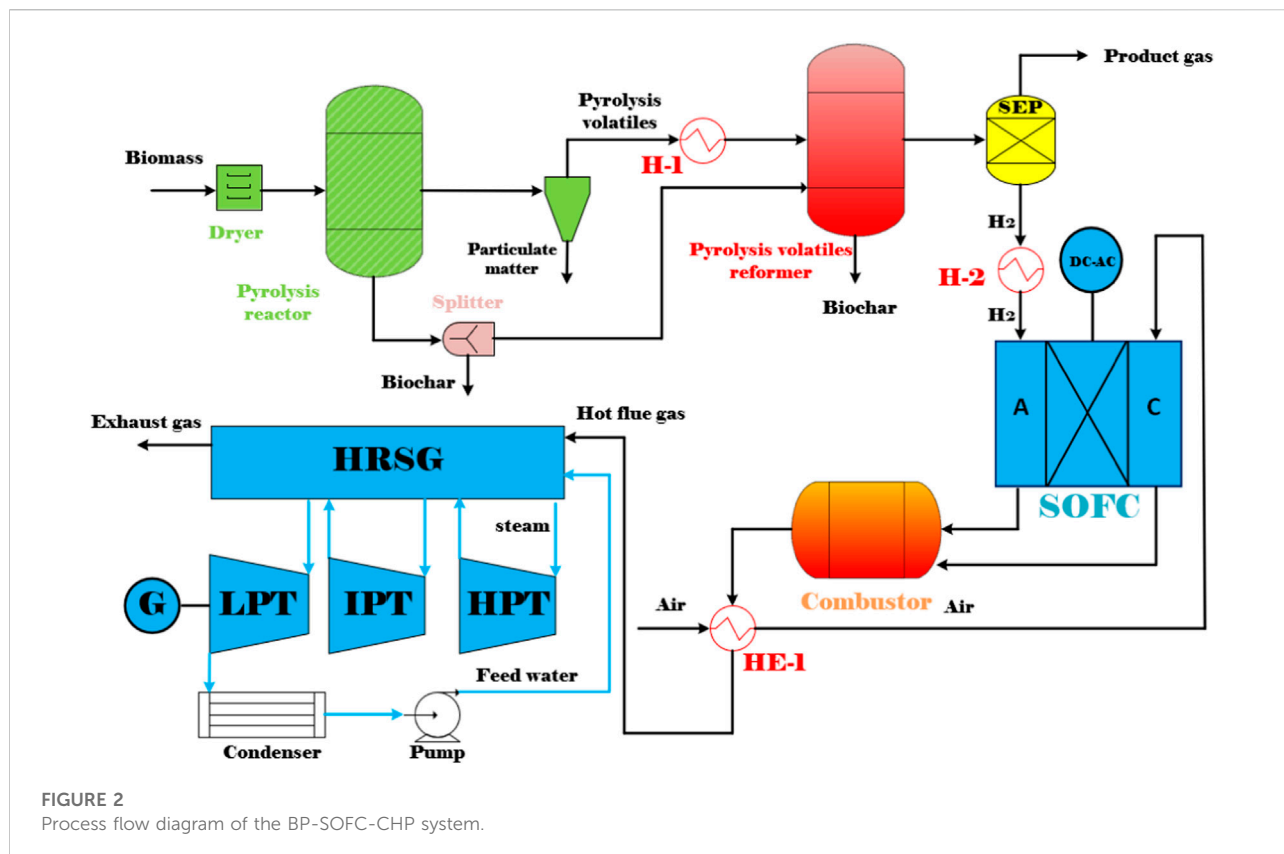 Product gas
SEP
Pyrolysis
volatiles
Biomass
H-1
Dryer
Particulate
matter
Pyrolysis volatiles
reformer
H2
H-2
DC-AC
H2
Pyrolysis
reactor
Splitter
Biochar
Biochar
A
C
SOFC
Exhaust gas
Hot flue gas
HRSG
steam
Combustor
G
LPT
IPT
HPT
Air
Air
HE-1
Feed water
Condenser
Pump
FIGURE 2
Process flow diagram of the BP-SOFC-CHP system.